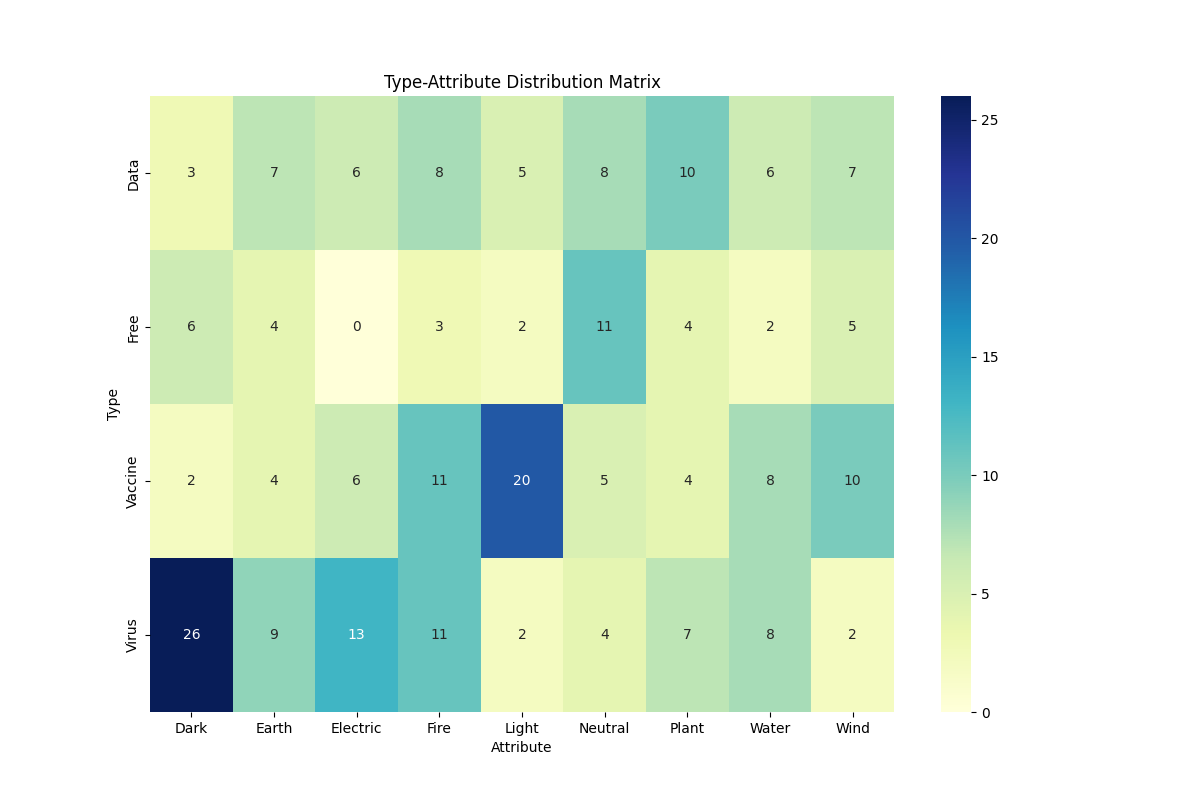 Type-Attribute Distribution Matrix
Type
Data 3 7 6 8 5 8 10 6 7
Free 6 4 0 3 2 11 4 2 5
Vaccine 2 4 6 11 20 5 4 8 10
Virus 26 9 13 11 2 4 7 8 2
Dark Earth Electric Fire Light Neutral Plant Water Wind
Attribute
25
20
15
10
5
0